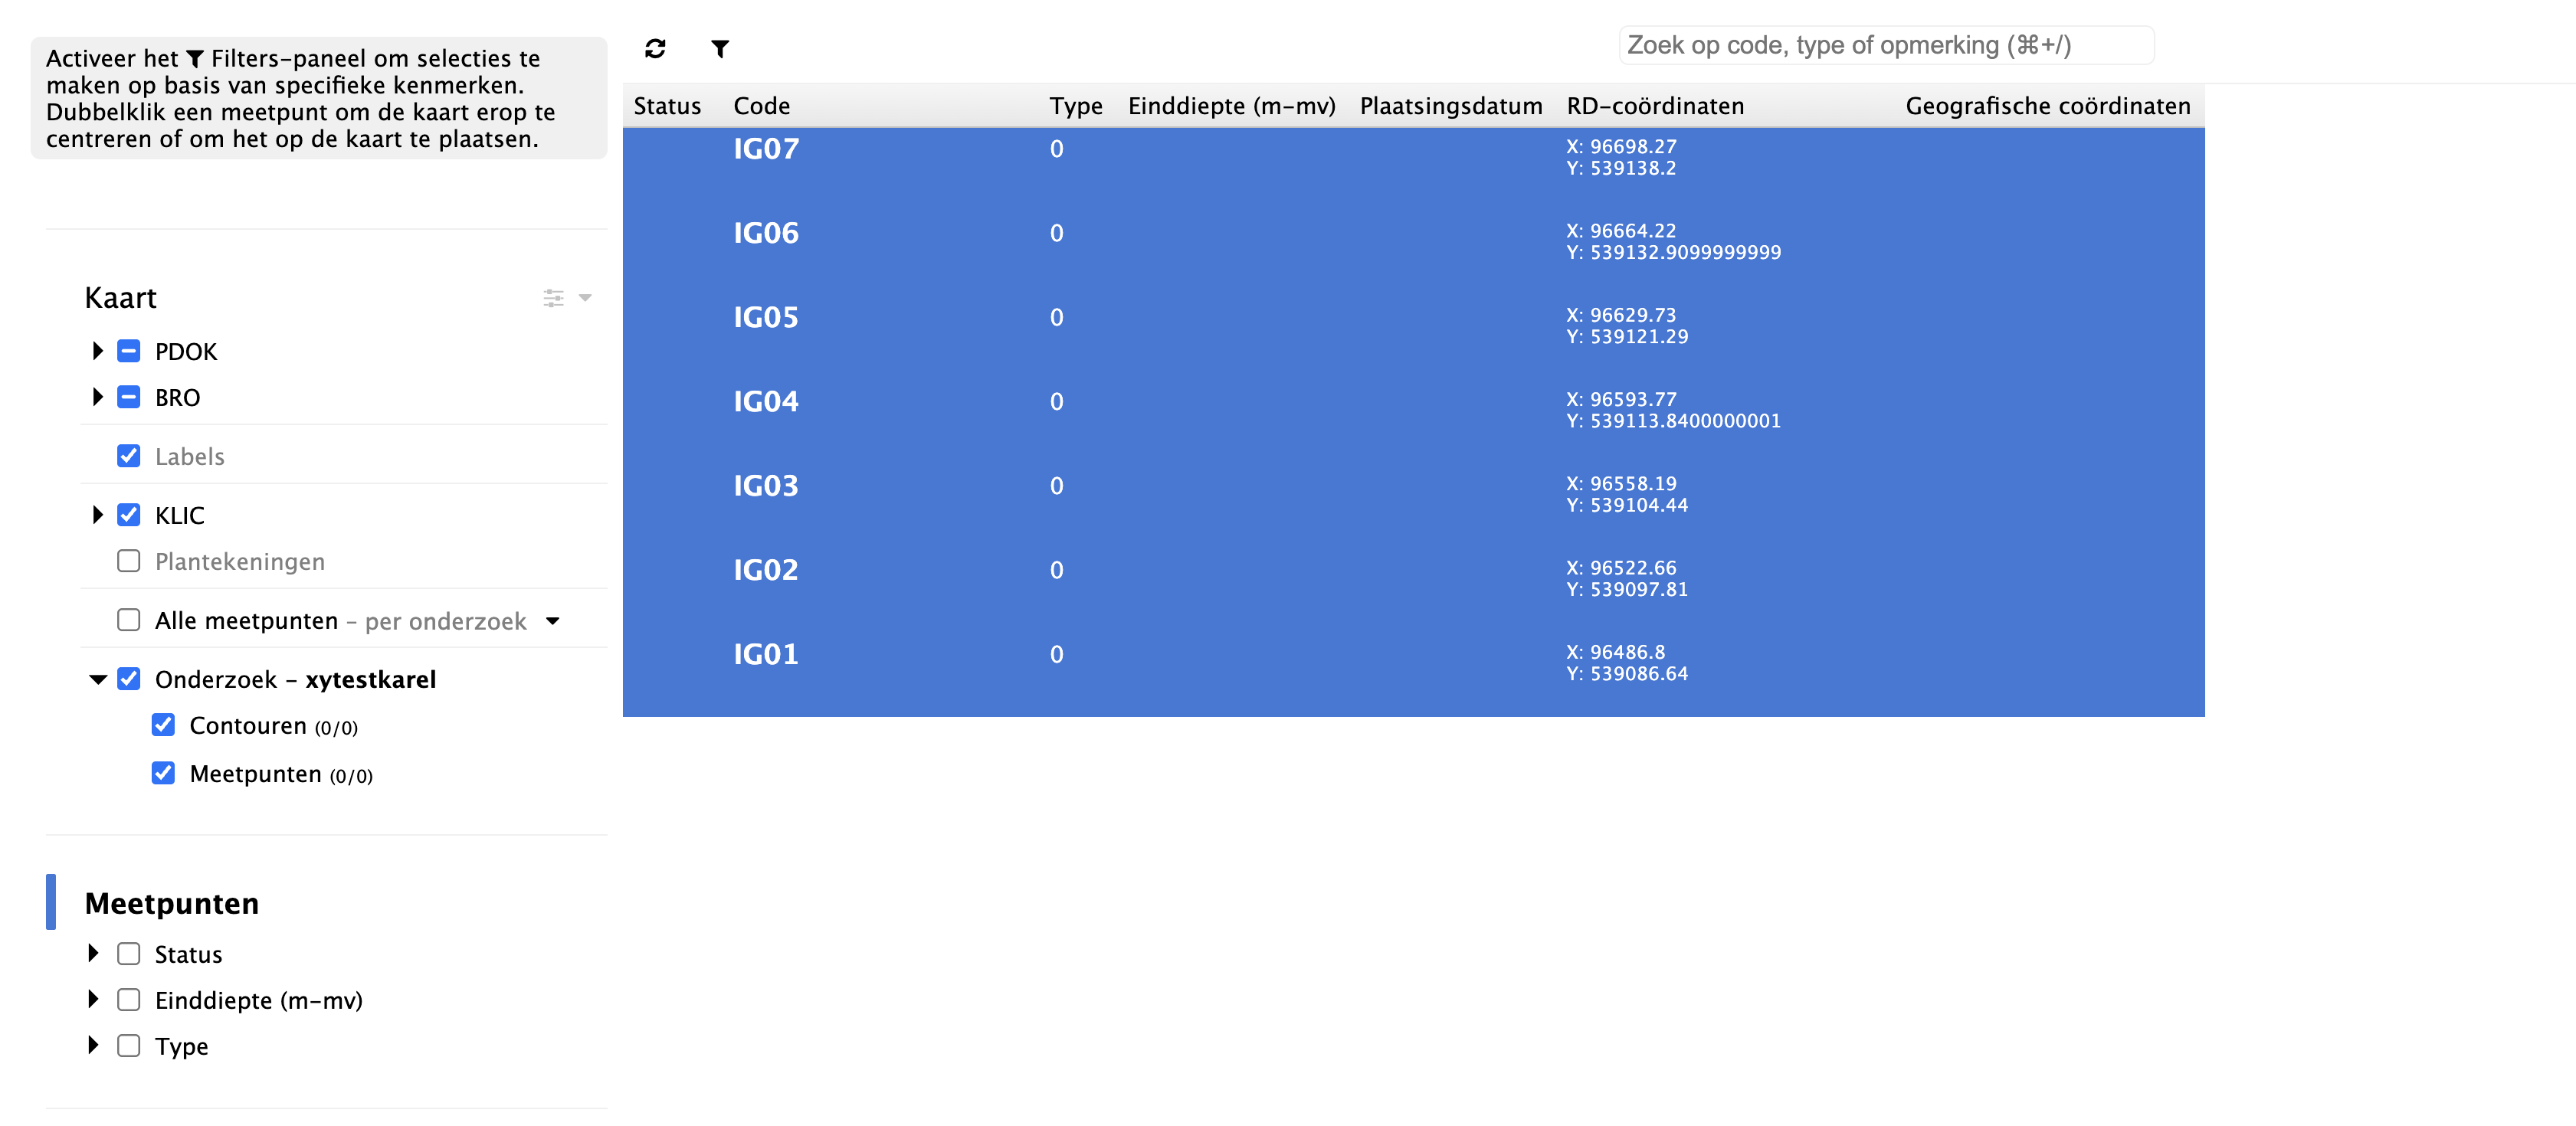 Activeer het Filters-paneel om selecties te
maken op basis van specifieke kenmerken.
Dubbelklik een meetpunt om de kaart erop te
centreren of om het op de kaart te plaatsen.
Kaart
PDOK
BRO
Labels
KLIC
Plantekeningen
Alle meetpunten - per onderzoek
Onderzoek - xytestkarel
Contouren (0/0)
Meetpunten (0/0)
Meetpunten
Status
Einddiepte (m-mv)
Type
Zoek op code, type of opmerking (⌘+/)
Status Code Type Einddiepte (m-mv) Plaatsingsdatum RD-coördinaten Geografische coördinaten
IG07 0 X: 96698.27
Y: 539138.2
IG06 0 X: 96664.22
Y: 539132.9099999999
IG05 0 X: 96629.73
Y: 539121.29
IG04 0 X: 96593.77
Y: 539113.8400000001
IG03 0 X: 96558.19
Y: 539104.44
IG02 0 X: 96522.66
Y: 539097.81
IG01 0 X: 96486.8
Y: 539086.64